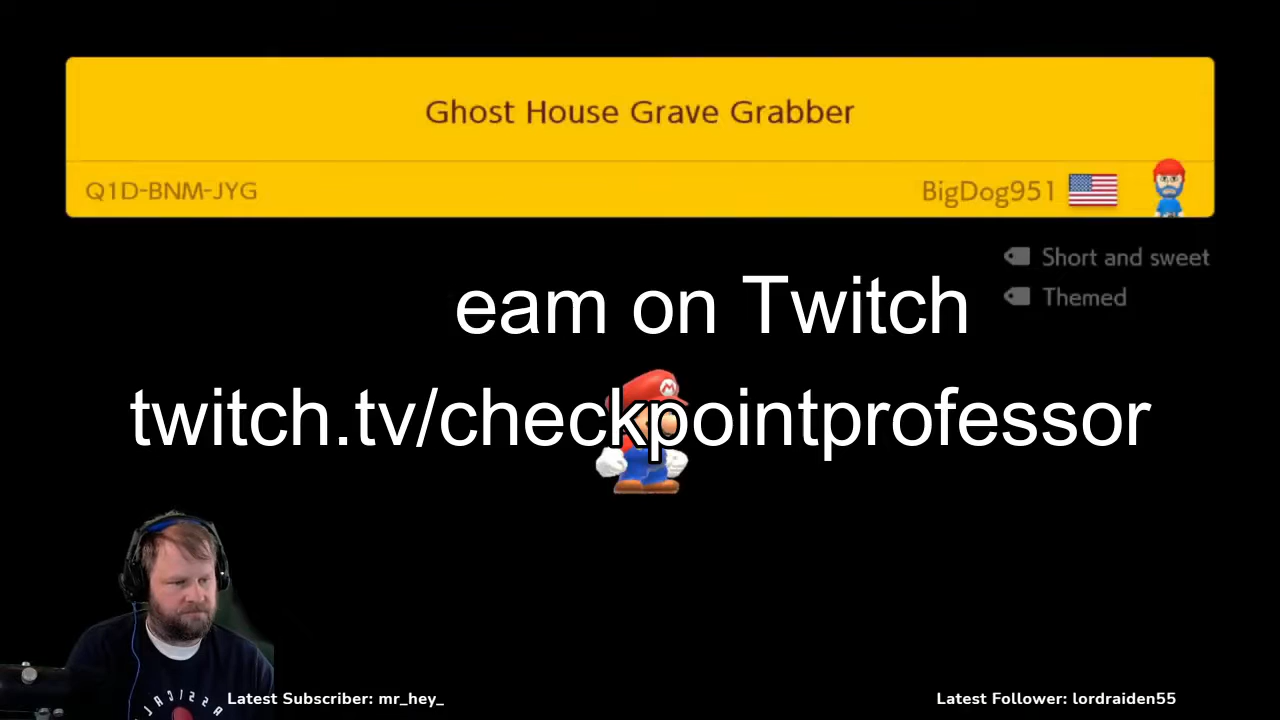 Ghost House Grave Grabber
Q1D-BNM-JYG
BigDog951
Short and sweet
Themed
eam on Twitch
twitch.tv/checkpointprofessor
M
Latest Subscriber: mr_hey_
Latest Follower: lordraiden55